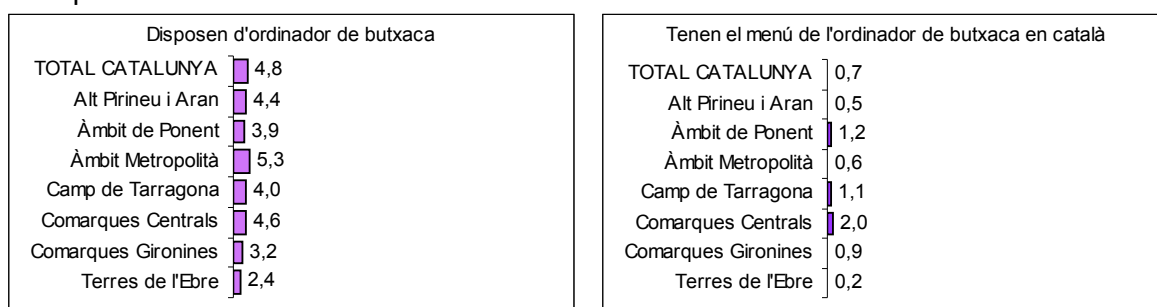 Disposen d'ordinador de butxaca
TOTAL CATALUNYA 4,8
Alt Pirineu i Aran 4,4
Àmbit de Ponent 3,9
Àmbit Metropolità 5,3
Camp de Tarragona 4,0
Comarques Centrals 4,6
Comarques Gironines 3,2
Terres de l'Ebre 2,4
Tenen el menú de l'ordinador de butxaca en català
TOTAL CATALUNYA 0,7
Alt Pirineu i Aran 0,5
Àmbit de Ponent 1,2
Àmbit Metropolità 0,6
Camp de Tarragona 1,1
Comarques Centrals 2,0
Comarques Gironines 0,9
Terres de l'Ebre 0,2